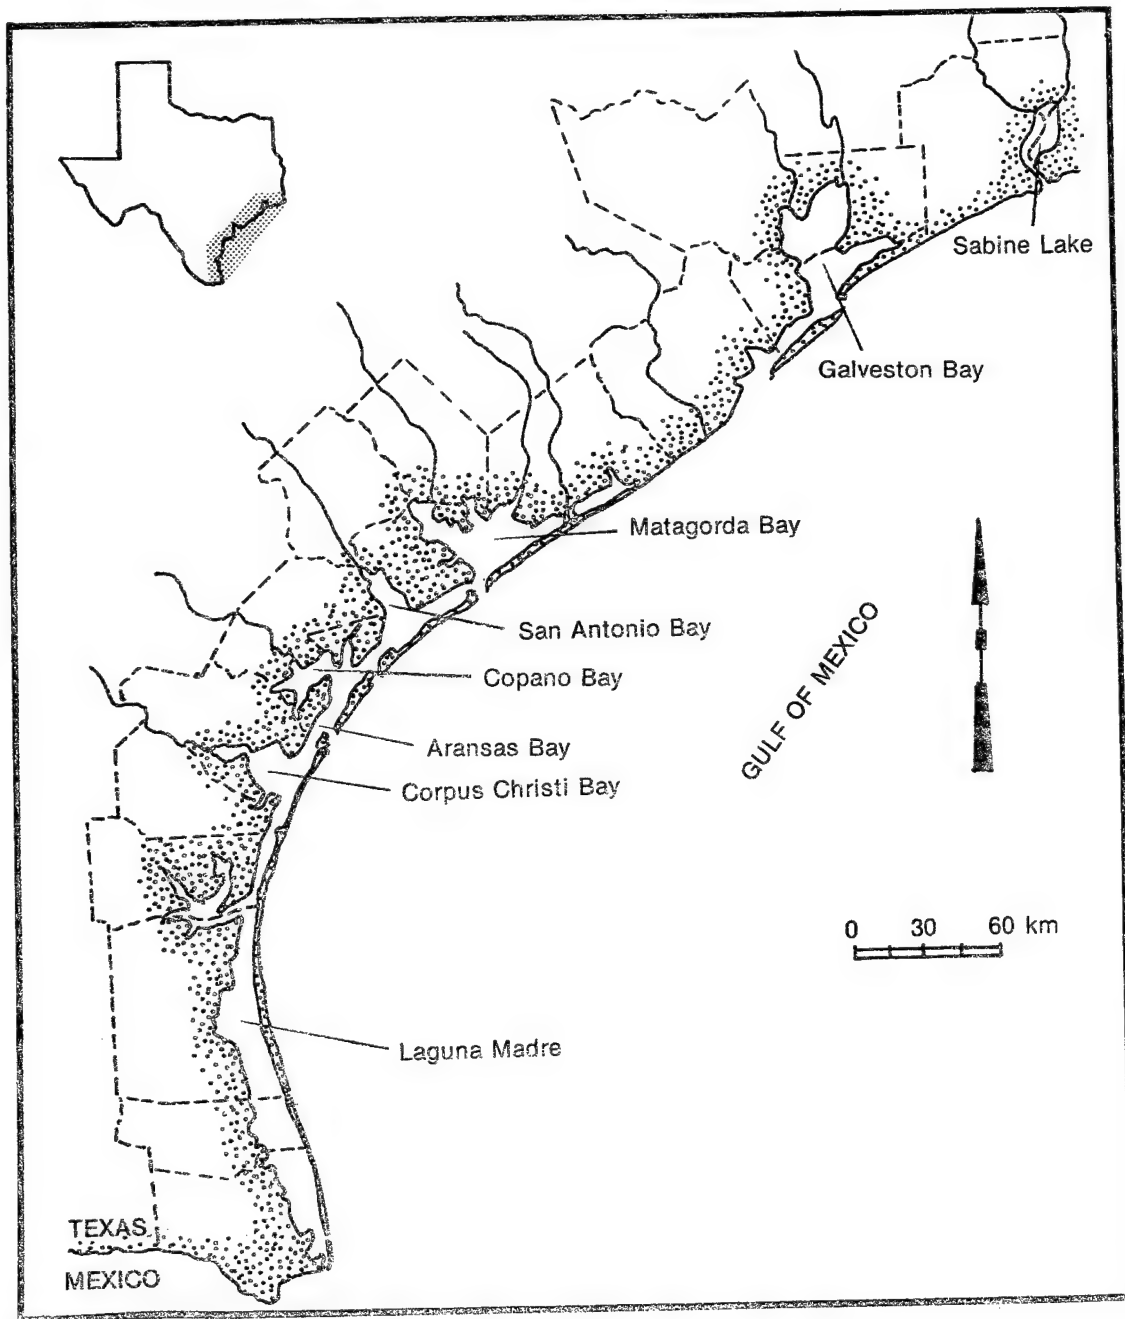 Sabine Lake
Galveston Bay
Matagorda Bay
San Antonio Bay
Copano Bay
Aransas Bay
Corpus Christi Bay
GULF OF MEXICO
0 30 60 km
Laguna Madre
TEXAS
MEXICO